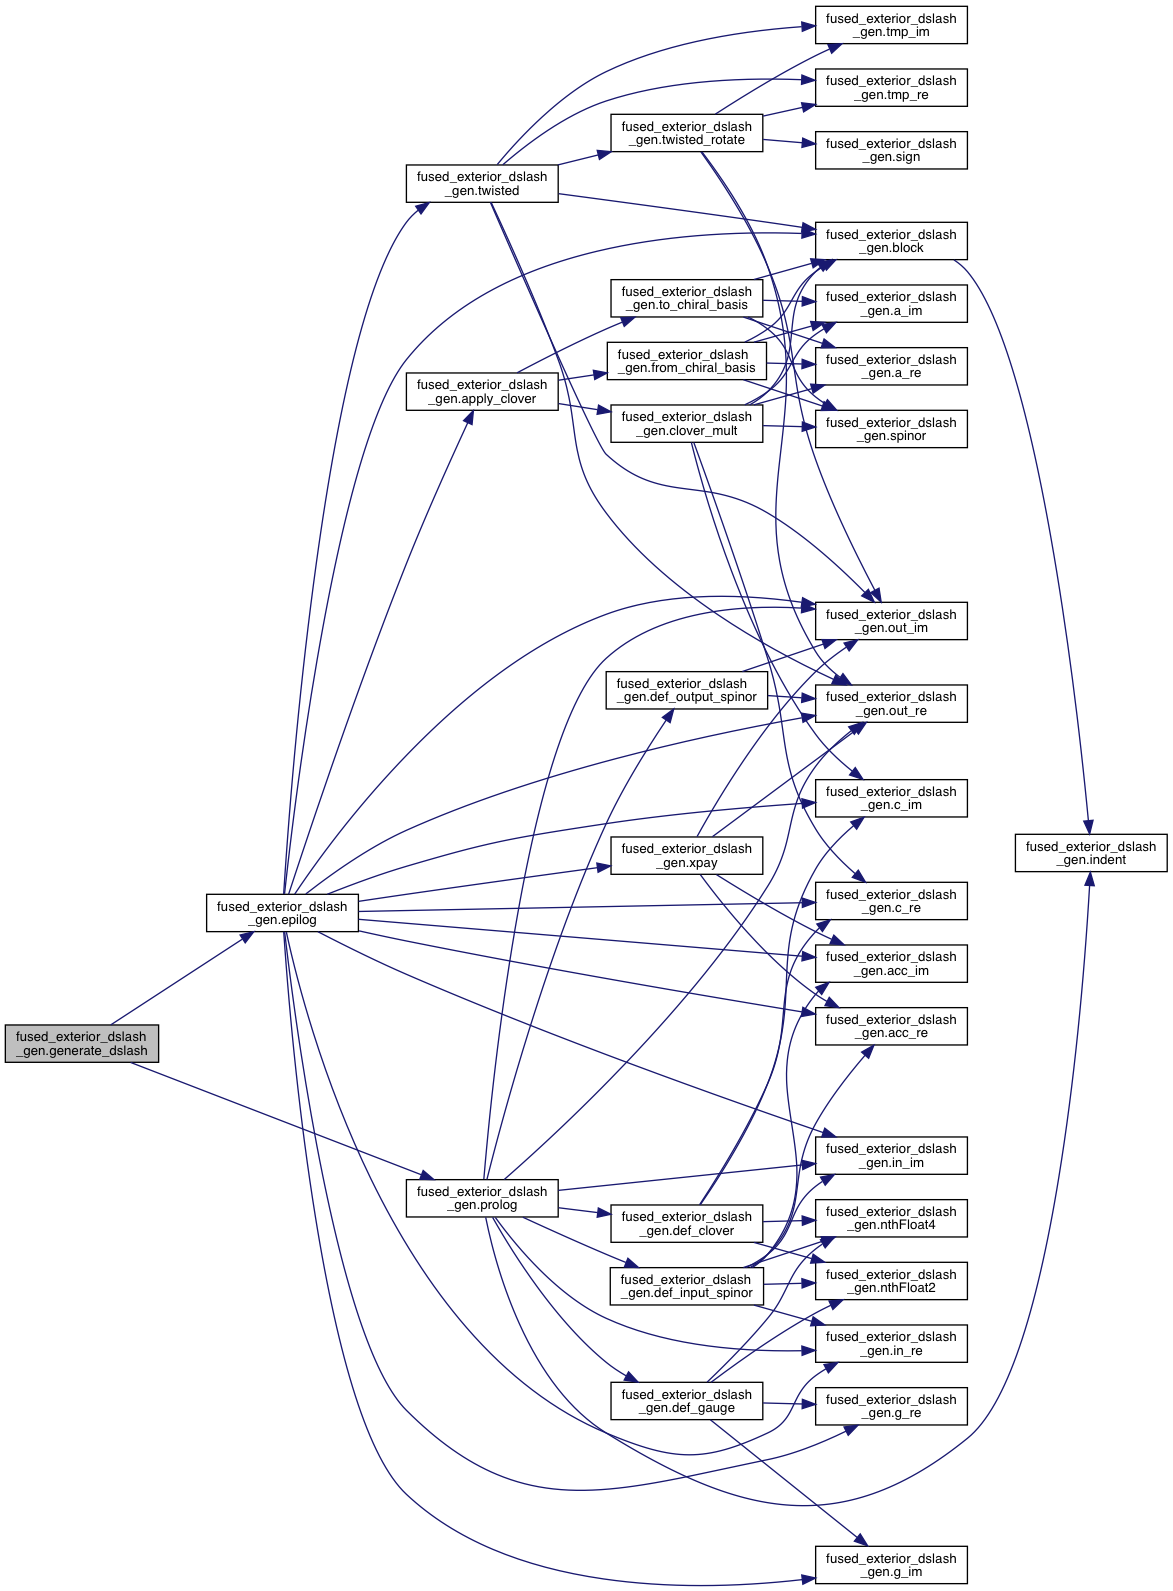 fused_exterior_dslash
_gen.tmp_im
fused_exterior_dslash
_gen.tmp_re
fused_exterior_dslash
_gen.twisted_rotate
fused_exterior_dslash
_gen.sign
fused_exterior_dslash
_gen.twisted
fused_exterior_dslash
_gen.block
fused_exterior_dslash
_gen.to_chiral_basis
fused_exterior_dslash
_gen.a_im
fused_exterior_dslash
_gen.from_chiral_basis
fused_exterior_dslash
_gen.a_re
fused_exterior_dslash
_gen.apply_clover
fused_exterior_dslash
_gen.clover_mult
fused_exterior_dslash
_gen.spinor
fused_exterior_dslash
_gen.out_im
fused_exterior_dslash
_gen.def_output_spinor
fused_exterior_dslash
_gen.out_re
fused_exterior_dslash
_gen.c_im
fused_exterior_dslash
_gen.xpay
fused_exterior_dslash
_gen.indent
fused_exterior_dslash
_gen.c_re
fused_exterior_dslash
_gen.epilog
fused_exterior_dslash
_gen.acc_im
fused_exterior_dslash
_gen.acc_re
fused_exterior_dslash
_gen.generate_dslash
fused_exterior_dslash
_gen.in_im
fused_exterior_dslash
_gen.prolog
fused_exterior_dslash
_gen.def_clover
fused_exterior_dslash
_gen.nthFloat4
fused_exterior_dslash
_gen.def_input_spinor
fused_exterior_dslash
_gen.nthFloat2
fused_exterior_dslash
_gen.in_re
fused_exterior_dslash
_gen.def_gauge
fused_exterior_dslash
_gen.g_re
fused_exterior_dslash
_gen.g_im